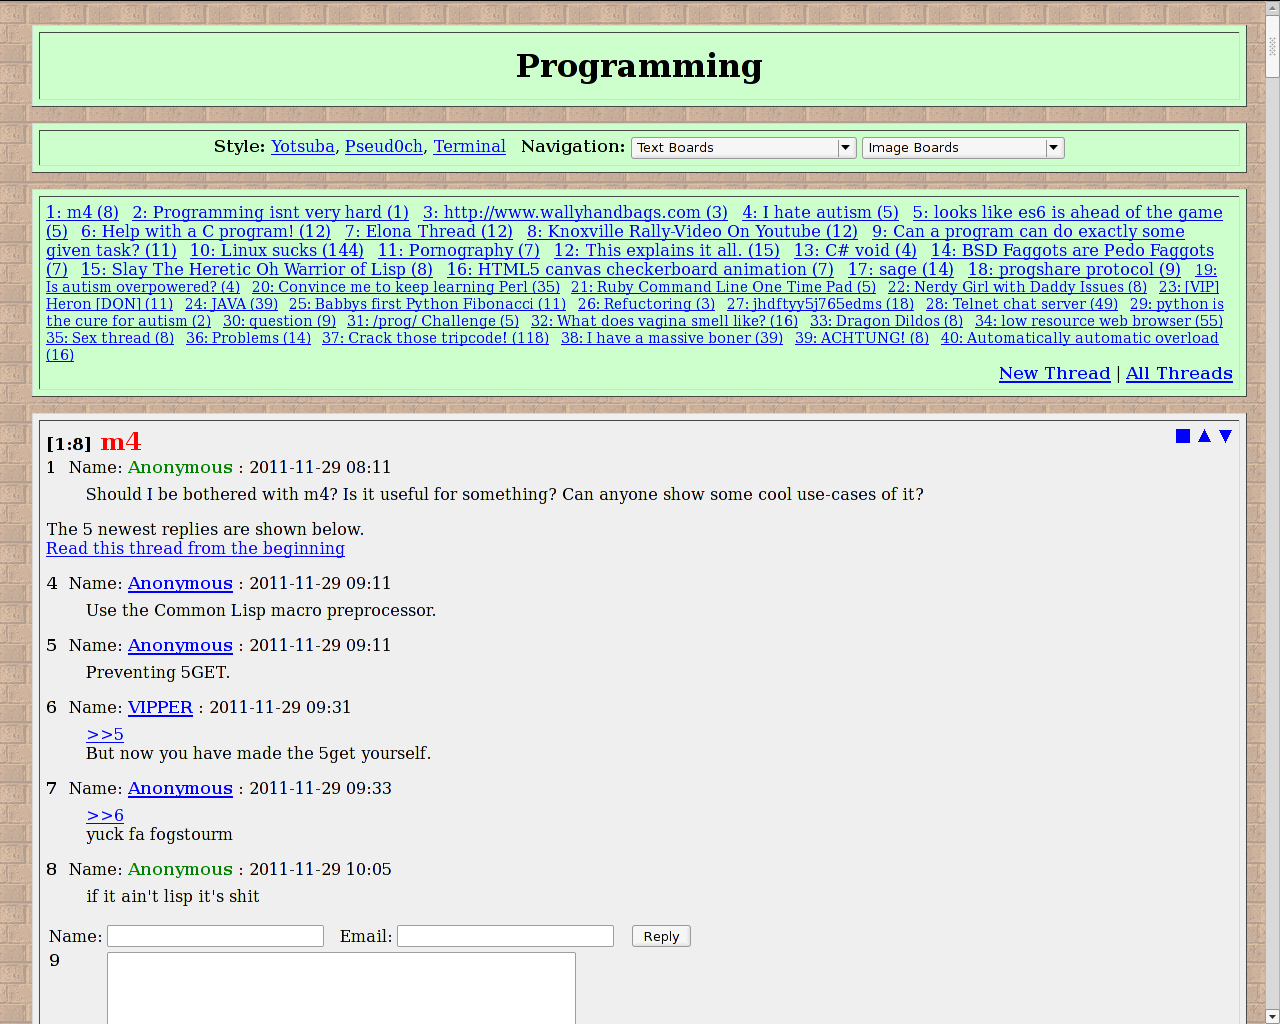 Programming
Style: Yotsuba, Pseud0ch, Terminal Navigation: Text Boards Image Boards
1: m4 (8) 2: Programming isnt very hard (1) 3: http://www.wallyhandbags.com (3) 4: I hate autism (5) 5: looks like es6 is ahead of the game
(5) 6: Help with a C program! (12) 7: Elona Thread (12) 8: Knoxville Rally-Video On Youtube (12) 9: Can a program can do exactly some
given task? (11) 10: Linux sucks (144) 11: Pornography (7) 12: This explains it all. (15) 13: C# void (4) 14: BSD Faggots are Pedo Faggots
(7) 15: Slay The Heretic Oh Warrior of Lisp (8) 16: HTML5 canvas checkerboard animation (7) 17: sage (14) 18: progshare protocol (9) 19:
Is autism overpowered? (4) 20: Convince me to keep learning Perl (35) 21: Ruby Command Line One Time Pad (5) 22: Nerdy Girl with Daddy Issues (8) 23: [VIP]
Heron [DQN] (11) 24: JAVA (39) 25: Babbys first Python Fibonacci (11) 26: Refuctoring (3) 27: jhdftyy5j765edms (18) 28: Telnet chat server (49) 29: python is
the cure for autism (2) 30: question (9) 31: /prog/ Challenge (5) 32: What does vagina smell like? (16) 33: Dragon Dildos (8) 34: low resource web browser (55)
35: Sex thread (8) 36: Problems (14) 37: Crack those tripcode! (118) 38: I have a massive boner (39) 39: ACHTUNG! (8) 40: Automatically automatic overload
(16)
New Thread | All Threads
[1:8] m4 ■ ▲ ▼
1 Name: Anonymous : 2011-11-29 08:11
Should I be bothered with m4? Is it useful for something? Can anyone show some cool use-cases of it?
The 5 newest replies are shown below.
Read this thread from the beginning
4 Name: Anonymous : 2011-11-29 09:11
Use the Common Lisp macro preprocessor.
5 Name: Anonymous : 2011-11-29 09:11
Preventing 5GET.
6 Name: VIPPER : 2011-11-29 09:31
>>5
But now you have made the 5get yourself.
7 Name: Anonymous : 2011-11-29 09:33
>>6
yuck fa fogstourm
8 Name: Anonymous : 2011-11-29 10:05
if it ain't lisp it's shit
Name: Email: Reply
9